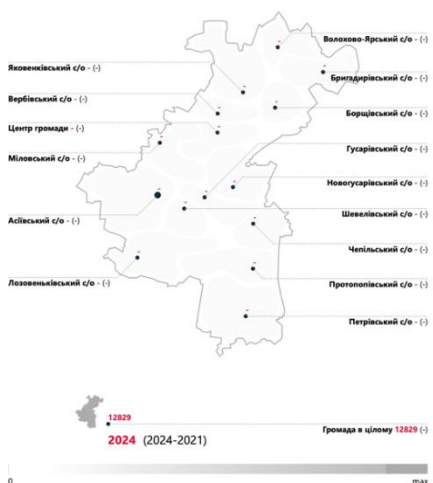 Волохово-Ярський с/о - (-)
Яковенківський с/о - (-)
Бригадирівський с/о - (-)
Вербівський с/о - (-)
Борщівський с/о - (-)
Центр громади - (-)
Гусарівський с/о - (-)
Міловський с/о - (-)
Новогусарівський с/о - (-)
Асіївський с/о - (-)
Шевелівський с/о - (-)
Чепільський с/о - (-)
Лозовеньківський с/о - (-)
Протопопівський с/о - (-)
Петрівський с/о - (-)
12829
Громада в цілому 12829 (-)
2024 (2024-2021)
0
max